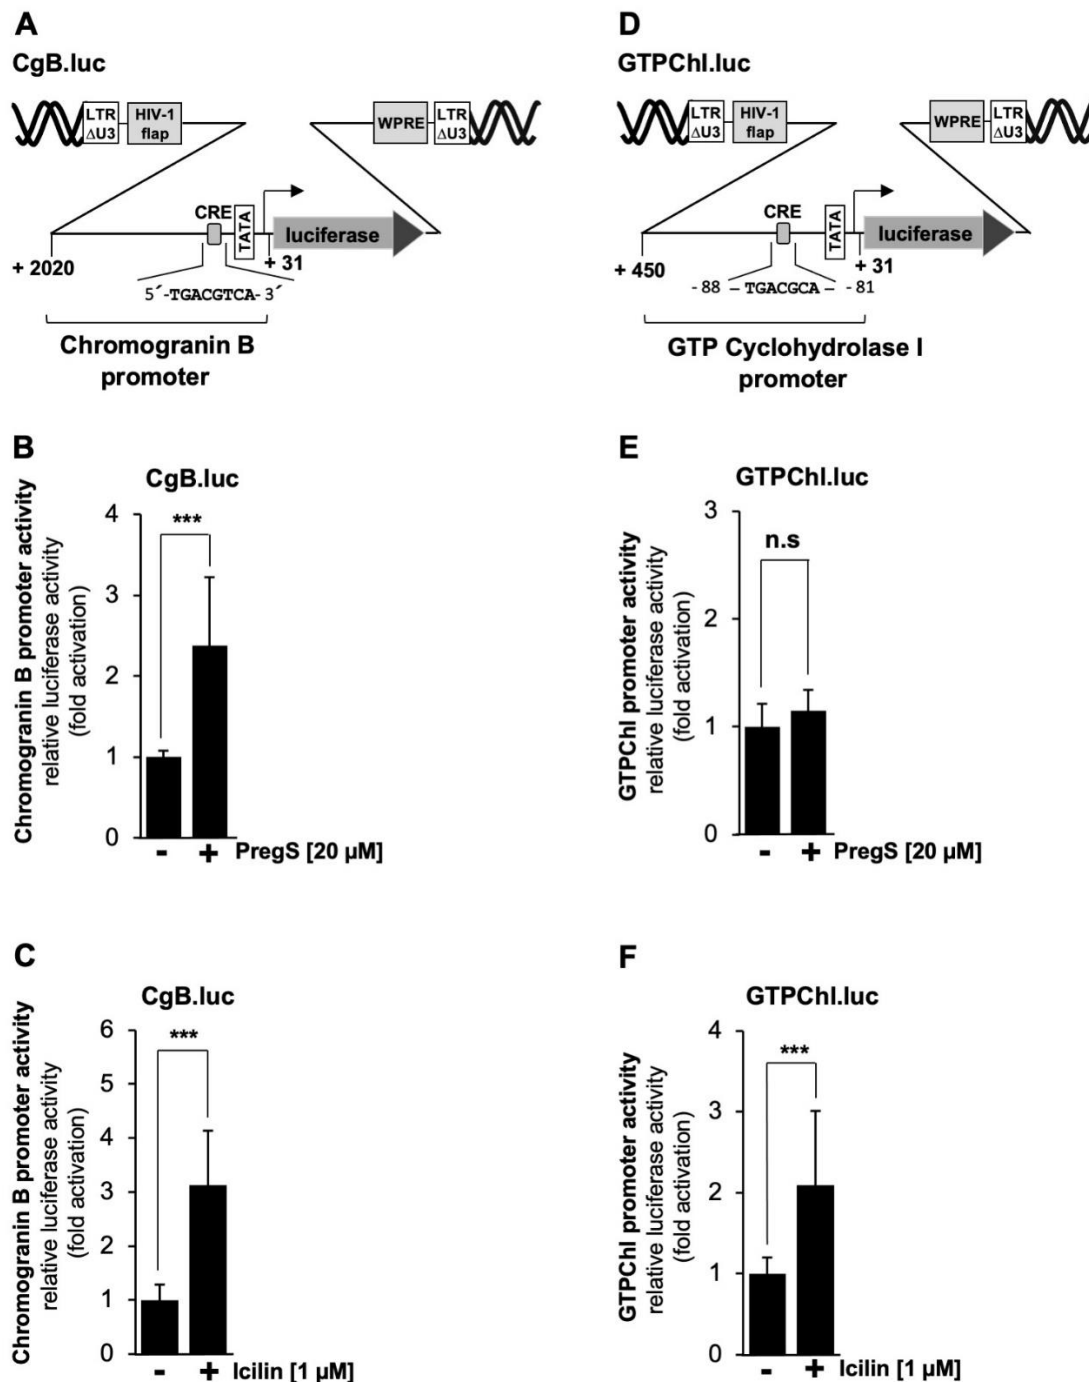 A
CgB.luc
LTR
ΔU3
HIV-1
flap
WPRE
LTR
ΔU3
CRE
TATA
luciferase
+ 2020
+ 31
5´-TGACGTCA-3´
Chromogranin B
promoter
D
GTPChI.luc
LTR
ΔU3
HIV-1
flap
WPRE
LTR
ΔU3
CRE
TATA
luciferase
+ 450
+ 31
- 88 – TGACGCA – - 81
GTP Cyclohydrolase I
promoter
B
CgB.luc
Chromogranin B promoter activity
relative luciferase activity
(fold activation)
4
3
2
1
0
***
- + PregS [20 µM]
E
GTPChI.luc
GTPChI promoter activity
relative luciferase activity
(fold activation)
3
2
1
0
n.s
- + PregS [20 µM]
C
CgB.luc
Chromogranin B promoter activity
relative luciferase activity
(fold activation)
6
5
4
3
2
1
0
***
- + Icilin [1 µM]
F
GTPChI.luc
GTPChI promoter activity
relative luciferase activity
(fold activation)
4
3
2
1
0
***
- + Icilin [1 µM]